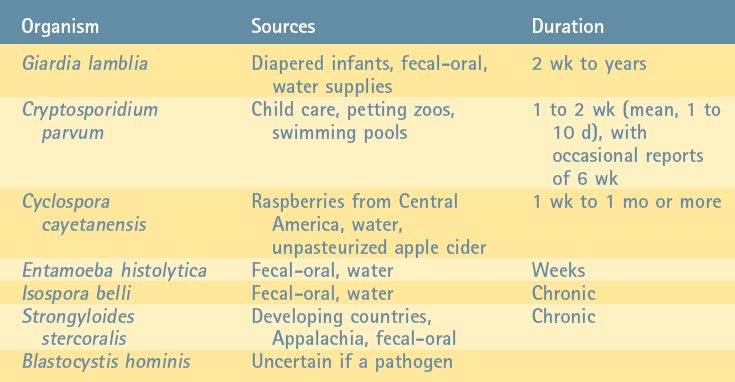 Organism Sources Duration
Giardia lamblia Diapered infants, fecal-oral, 2 wk to years
water supplies
Cryptosporidium Child care, petting zoos, 1 to 2 wk (mean, 1 to
parvum swimming pools 10 d), with
occasional reports
of 6 wk
Cyclospora Raspberries from Central 1 wk to 1 mo or more
cayetanensis America, water,
unpasteurized apple cider
Entamoeba histolytica Fecal-oral, water Weeks
Isospora belli Fecal-oral, water Chronic
Strongyloides Developing countries, Chronic
stercoralis Appalachia, fecal-oral
Blastocystis hominis Uncertain if a pathogen